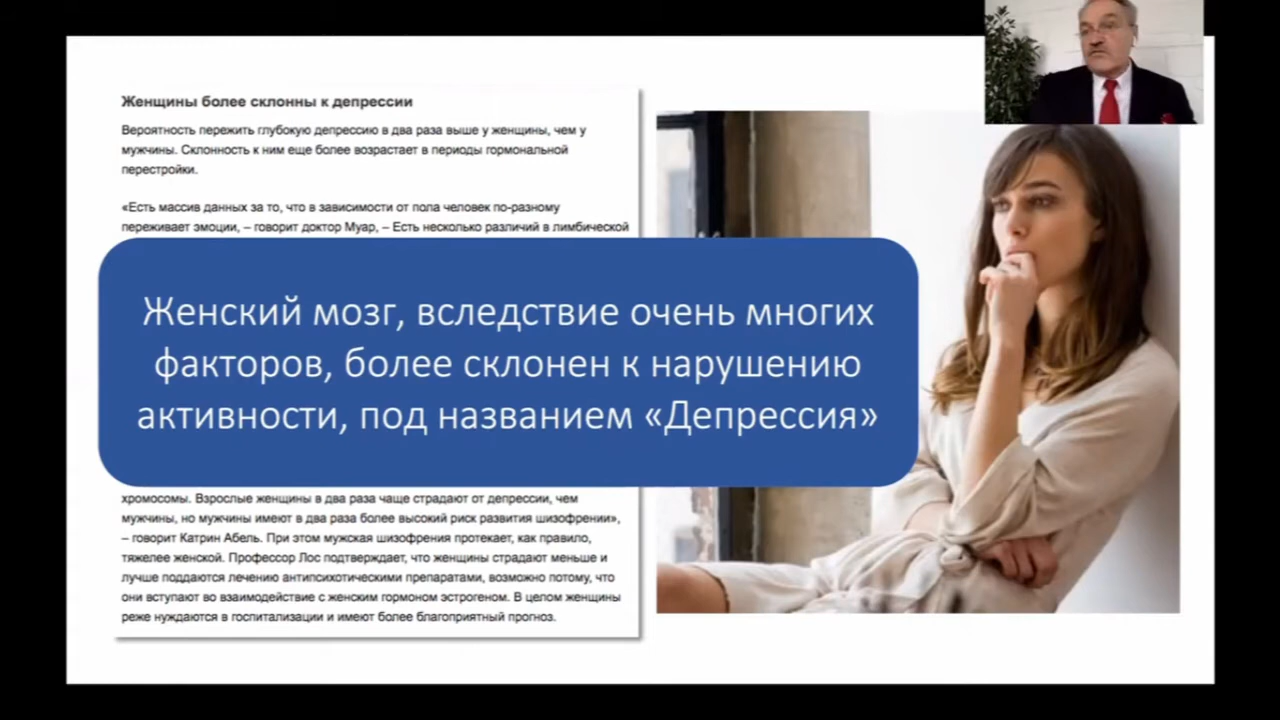 Женщины более склонны к депрессии
Вероятность пережить глубокую депрессию в два раза выше у женщины, чем у
мужчины. Склонность к ним еще более возрастает в периоды гормональной
перестройки.
«Есть массив данных за то, что в зависимости от пола человек по-разному
переживает эмоции, – говорит доктор Муар, – Есть несколько различий в лимбической
Женский мозг, вследствие очень многих
факторов, более склонен к нарушению
активности, под названием «Депрессия»
хромосомы. Взрослые женщины в два раза чаще страдают от депрессии, чем
мужчины, но мужчины имеют в два раза более высокий риск развития шизофрении»,
– говорит Катрин Абель. При этом мужская шизофрения протекает, как правило,
тяжелее женской. Профессор Лос подтверждает, что женщины страдают меньше и
лучше поддаются лечению антипсихотическими препаратами, возможно потому, что
они вступают во взаимодействие с женским гормоном эстрогеном. В целом женщины
реже нуждаются в госпитализации и имеют более благоприятный прогноз.